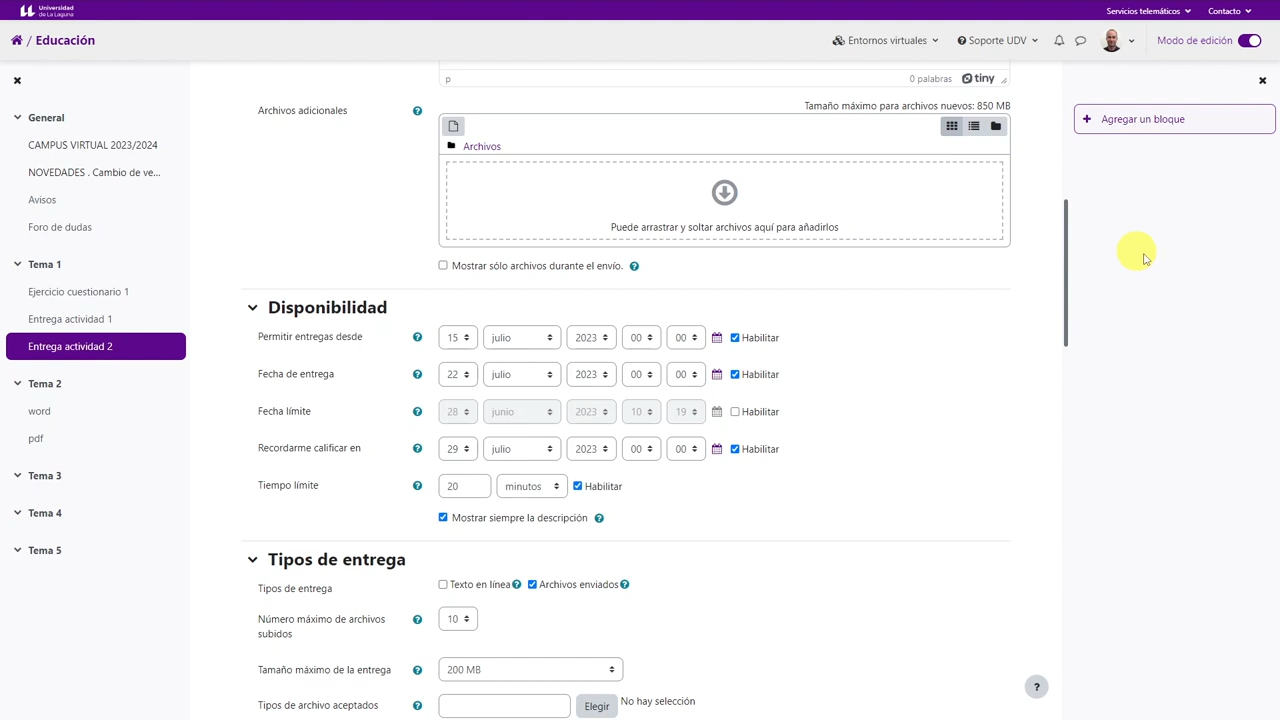 Universidad
de La Laguna
Servicios telemáticos
Contacto
/ Educación
Entornos virtuales
Soporte UDV
Modo de edición
General
CAMPUS VIRTUAL 2023/2024
NOVEDADES . Cambio de ve...
Avisos
Foro de dudas
Tema 1
Ejercicio cuestionario 1
Entrega actividad 1
Entrega actividad 2
Tema 2
word
pdf
Tema 3
Tema 4
Tema 5
p
0 palabras
tiny
Archivos adicionales
Tamaño máximo para archivos nuevos: 850 MB
Archivos
Puede arrastrar y soltar archivos aquí para añadirlos
Mostrar sólo archivos durante el envío.
Disponibilidad
Permitir entregas desde
15 julio 2023 00 00 Habilitar
Fecha de entrega
22 julio 2023 00 00 Habilitar
Fecha límite
28 junio 2023 10 19 Habilitar
Recordarme calificar en
29 julio 2023 00 00 Habilitar
Tiempo límite
20 minutos Habilitar
Mostrar siempre la descripción
Tipos de entrega
Tipos de entrega
Texto en línea Archivos enviados
Número máximo de archivos
subidos
10
Tamaño máximo de la entrega
200 MB
Tipos de archivo aceptados
Elegir
No hay selección
+ Agregar un bloque
?